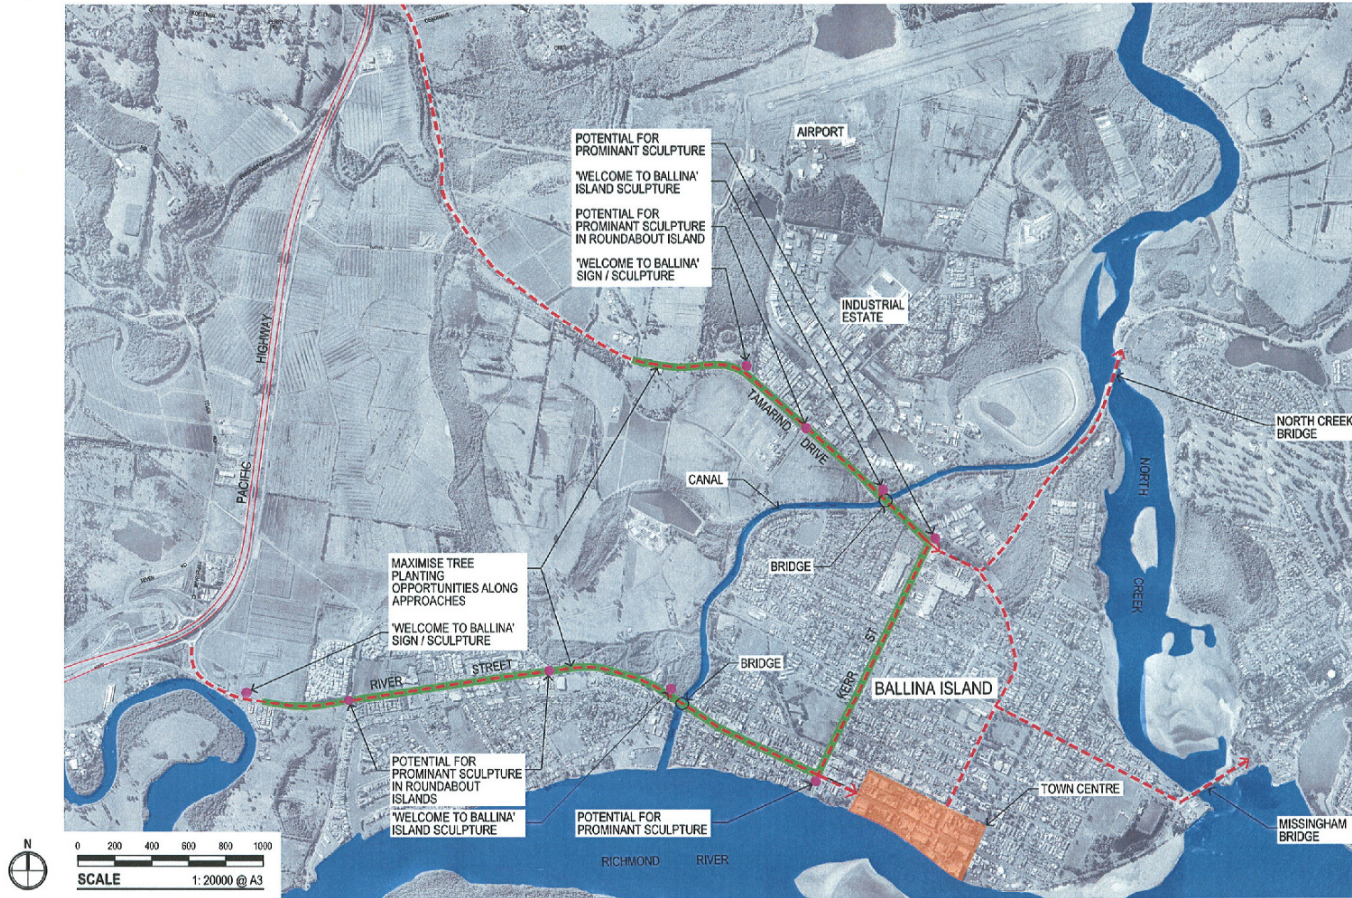 AIRPORT
POTENTIAL FOR
PROMINANT SCULPTURE
'WELCOME TO BALLINA'
ISLAND SCULPTURE
POTENTIAL FOR
PROMINANT SCULPTURE
IN ROUNDABOUT ISLAND
'WELCOME TO BALLINA'
SIGN / SCULPTURE
INDUSTRIAL
ESTATE
PACIFIC
HIGHWAY
TAMARIND DRIVE
NORTH CREEK
BRIDGE
CANAL
NORTH
CREEK
BRIDGE
MAXIMISE TREE
PLANTING
OPPORTUNITIES ALONG
APPROACHES
'WELCOME TO BALLINA'
SIGN / SCULPTURE
RIVER STREET
BRIDGE
KERR ST
BALLINA ISLAND
POTENTIAL FOR
PROMINANT SCULPTURE
IN ROUNDABOUT
ISLANDS
'WELCOME TO BALLINA'
ISLAND SCULPTURE
POTENTIAL FOR
PROMINANT SCULPTURE
TOWN CENTRE
MISSINGHAM
BRIDGE
RICHMOND RIVER
N
0 200 400 600 800 1000
SCALE 1: 20000 @ A3